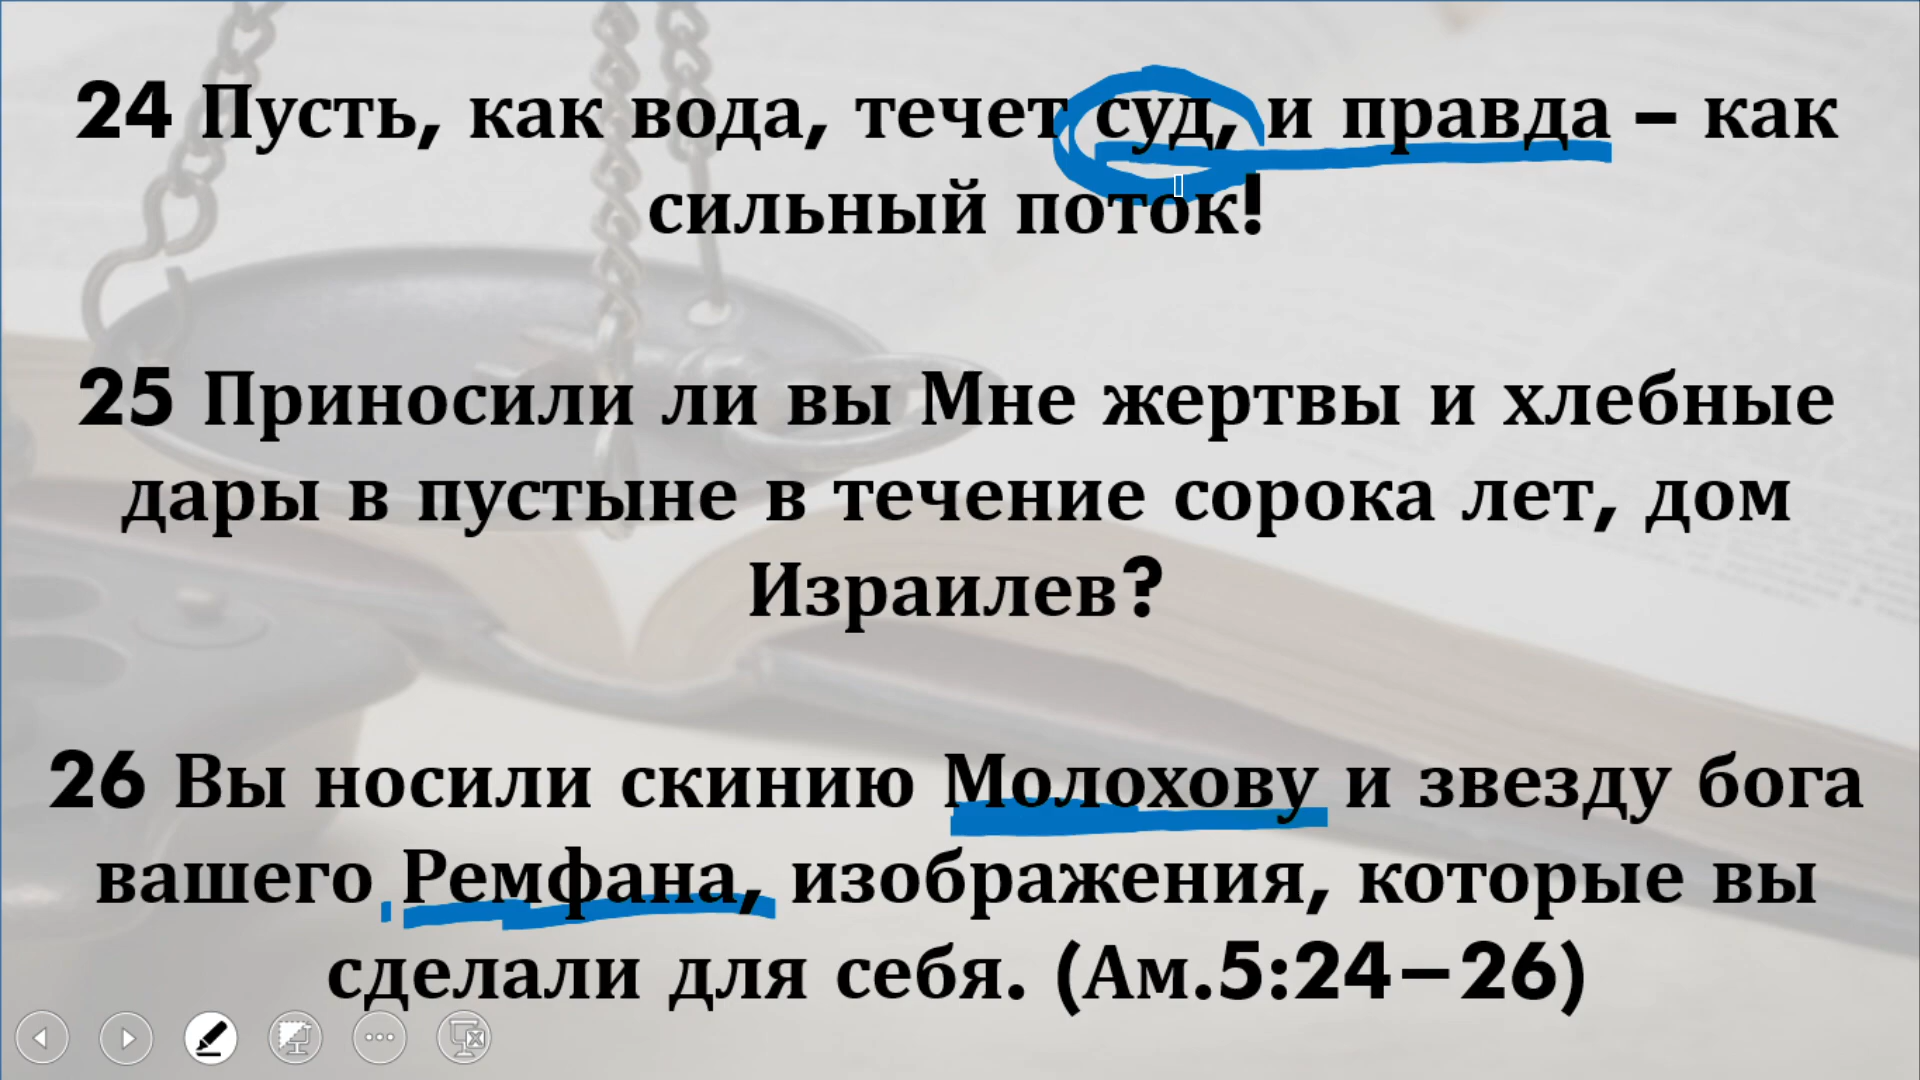 24 Пусть, как вода, течет суд, и правда – как
сильный поток!
25 Приносили ли вы Мне жертвы и хлебные
дары в пустыне в течение сорока лет, дом
Израилев?
26 Вы носили скинию Молохову и звезду бога
вашего Ремфана, изображения, которые вы
сделали для себя. (Ам.5:24–26)